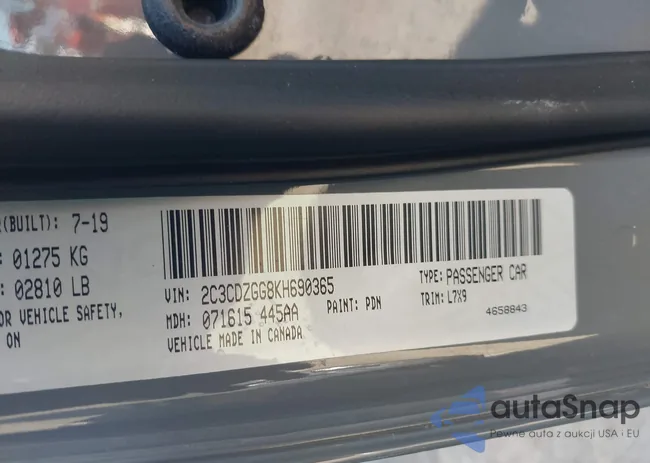 R(BUILT): 7-19
: 01275 KG
: 02810 LB
OR VEHICLE SAFETY,
ON
VIN: 2C3CDZGG8KH690365
TYPE: PASSENGER CAR
MDH: 071615 445AA
PAINT: PDN
TRIM: L7X9
VEHICLE MADE IN CANADA
4658843
autaSnap
Pewne auta z aukcji USA i EU